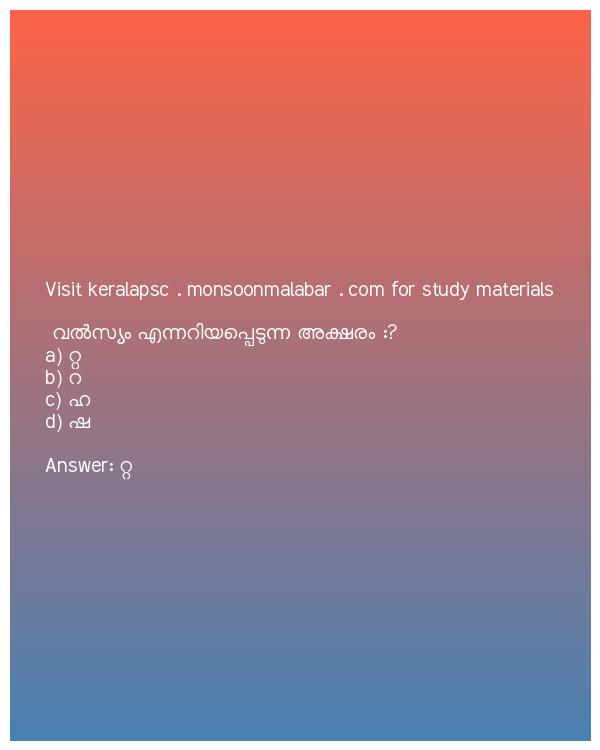 Visit keralapsc . monsoonmalabar . com for study materials
വൽസ്യം എന്നറിയപ്പെടുന്ന അക്ഷരം :?
a) റ്റ
b) റ
c) ഹ
d) ഷ
Answer: റ്റ